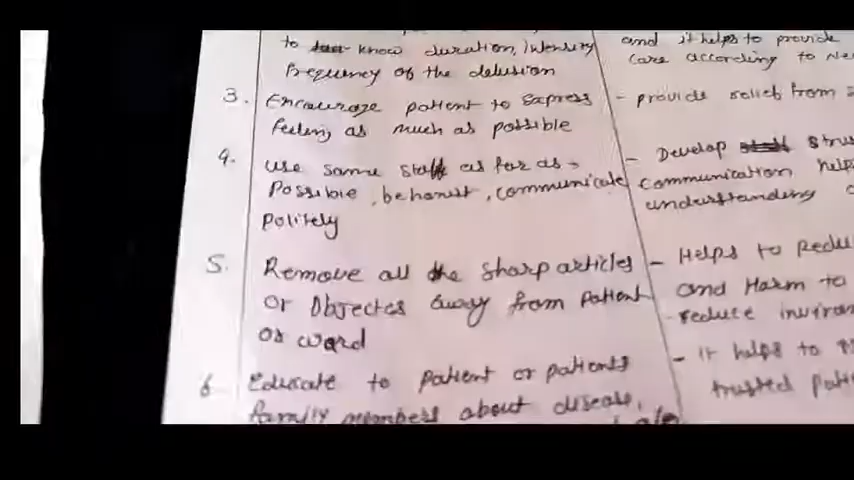 to know duration, intensity
frequency of the delusion
3. Encourage patient to express
feeling as much as possible
4. use same staff as far as
possible, be honest, communicate
politely
5. Remove all the sharp articles
or Objectes away from patient
or ward
6 Educate to patient or patients
family members about disease,
and it helps to provide
care according to
- provide relief from
- Develop
communication
understanding
- Helps to
and Harm to
reduce
- it helps to
trusted